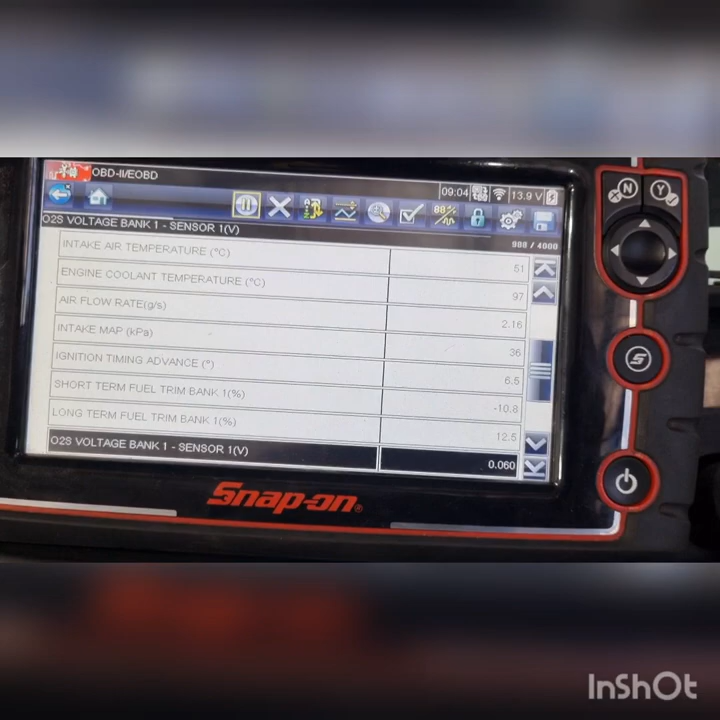 OBD-II/EOBD
09:04
13.9 V
O2S VOLTAGE BANK 1 - SENSOR 1(V)
988 / 4000
INTAKE AIR TEMPERATURE (°C) 51
ENGINE COOLANT TEMPERATURE (°C) 97
AIR FLOW RATE(g/s) 2.16
INTAKE MAP (kPa) 36
IGNITION TIMING ADVANCE (°) 6.5
SHORT TERM FUEL TRIM BANK 1(%) -10.8
LONG TERM FUEL TRIM BANK 1(%) 12.5
O2S VOLTAGE BANK 1 - SENSOR 1(V) 0.060
N
Y
S
Snap-on®
InShOt